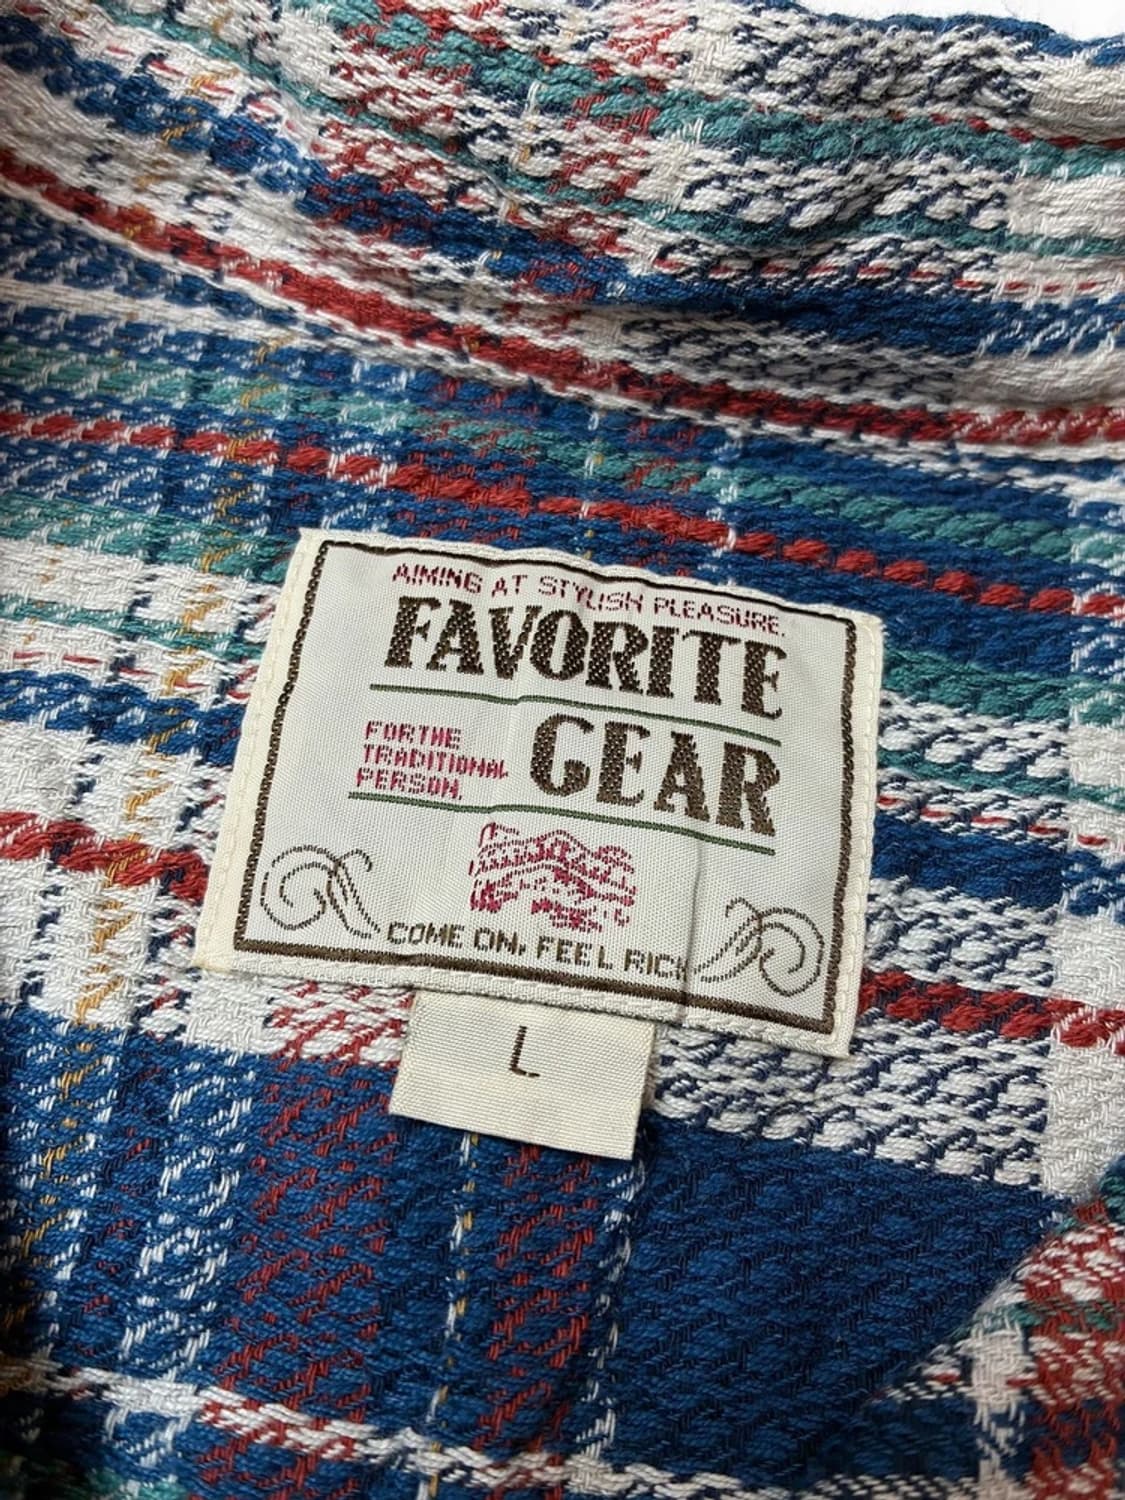 AIMING AT STYLISH PLEASURE.
FAVORITE
FOR THE
TRADITIONAL
PERSON.
GEAR
COME ON, FEEL RICH
L